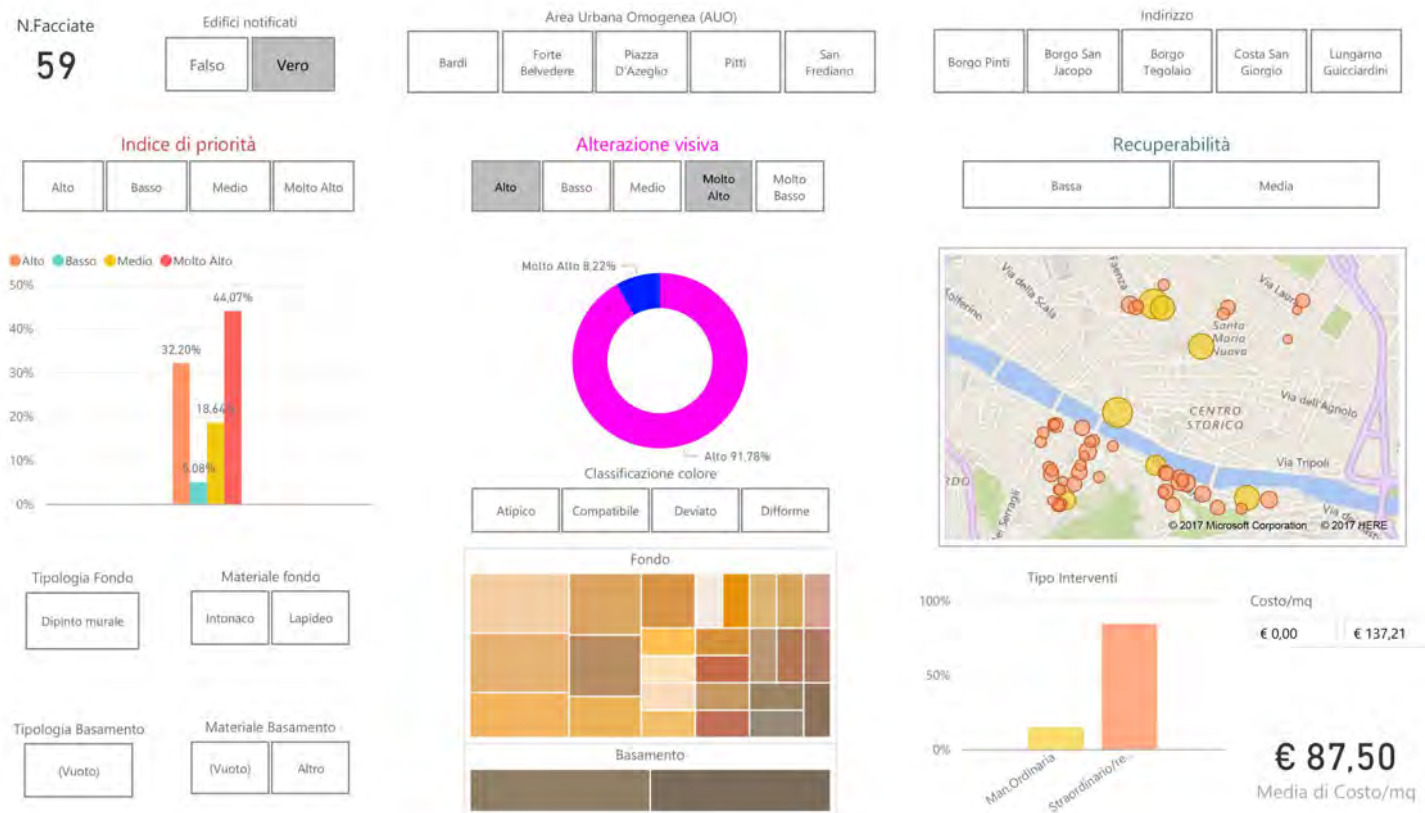 N.Facciate
59
Edifici notificati
Falso
Vero
Area Urbana Omogenea (AUO)
Bardi
Forte
Belvedere
Piazza
D'Azeglio
Pitti
San
Frediano
Indirizzo
Borgo Pinti
Borgo San
Jacopo
Borgo
Tegolaio
Costa San
Giorgio
Lungarno
Guicciardini
Indice di priorità
Alto
Basso
Medio
Molto Alto
Alterazione visiva
Alto
Basso
Medio
Molto
Alto
Molto
Basso
Recuperabilità
Bassa
Media
Alto Basso Medio Molto Alto
50%
40%
30%
20%
10%
0%
32,20%
5,08%
18,64%
44,07%
Molto Alto 8,22%
Alto 91,78%
Faenza
Via della Scala
Solferino
Via Laur
Santa
Maria
Nuova
Via dell'Agnolo
CENTRO
STORICO
Via Tripoli
RDO
Serragli
© 2017 Microsoft Corporation © 2017 HERE
Classificazione colore
Atipico
Compatibile
Deviato
Difforme
Fondo
Basamento
Tipologia Fondo
Dipinto murale
Materiale fondo
Intonaco
Lapideo
Tipologia Basamento
(Vuoto)
Materiale Basamento
(Vuoto)
Altro
Tipo Interventi
100%
50%
0%
Man.Ordinaria
Straordinario/re...
Costo/mq
€ 0,00
€ 137,21
€ 87,50
Media di Costo/mq